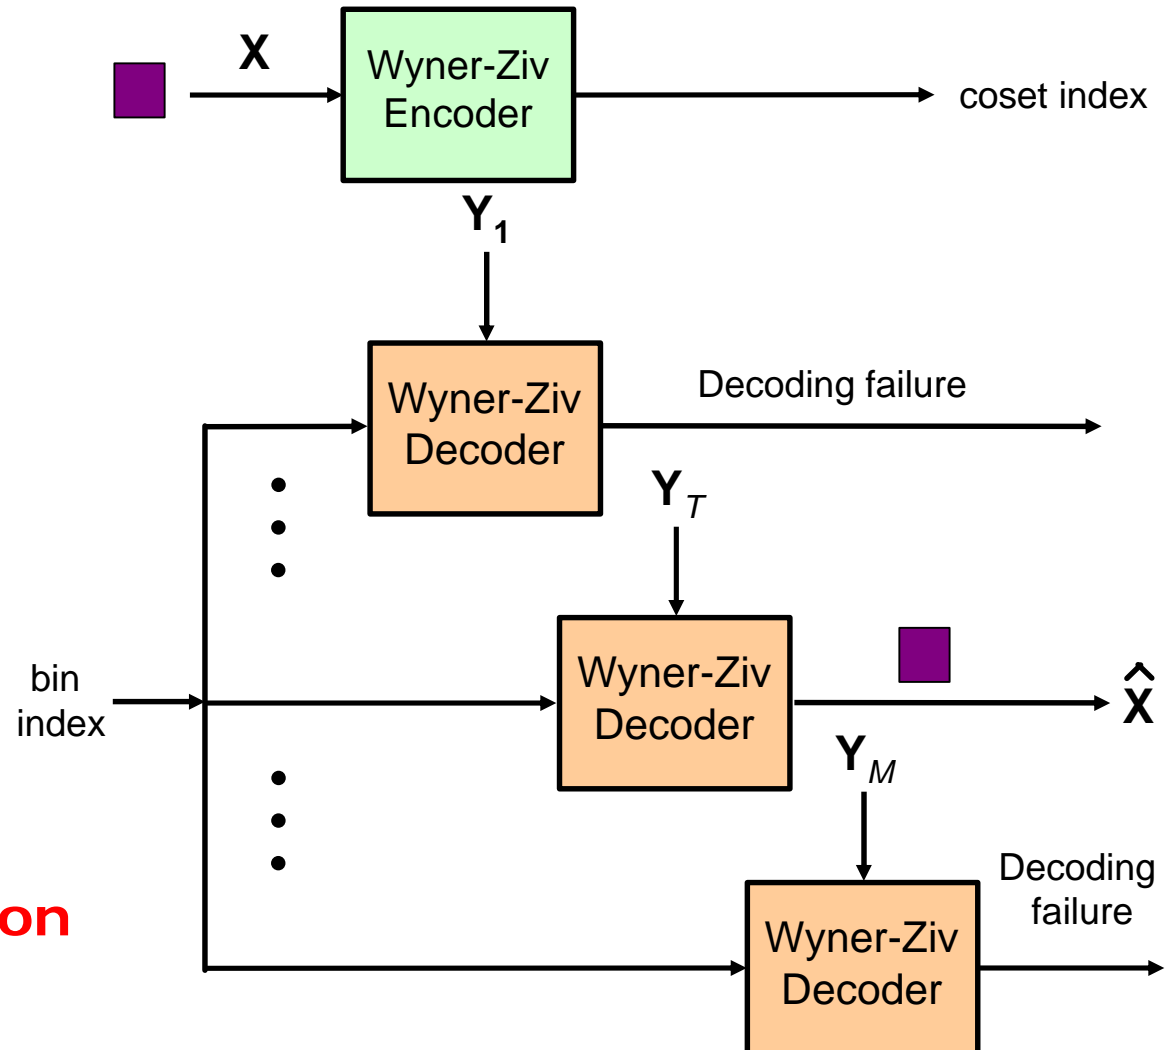 X
Wyner-Ziv
Encoder
coset index
Y1
Wyner-Ziv
Decoder
Decoding failure
YT
bin
index
Wyner-Ziv
Decoder
X̂
YM
on
Wyner-Ziv
Decoder
Decoding
failure